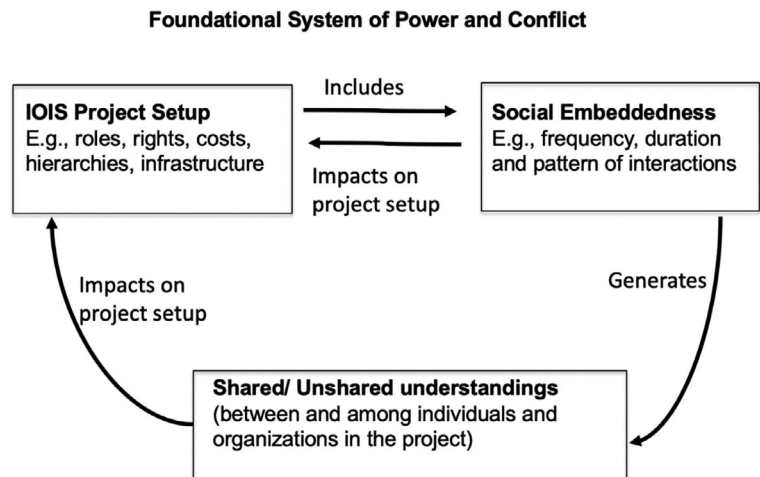 Foundational System of Power and Conflict
IOIS Project Setup
E.g., roles, rights, costs,
hierarchies, infrastructure
Includes
Impacts on
project setup
Social Embeddedness
E.g., frequency, duration
and pattern of interactions
Impacts on
project setup
Generates
Shared/ Unshared understandings
(between and among individuals and
organizations in the project)